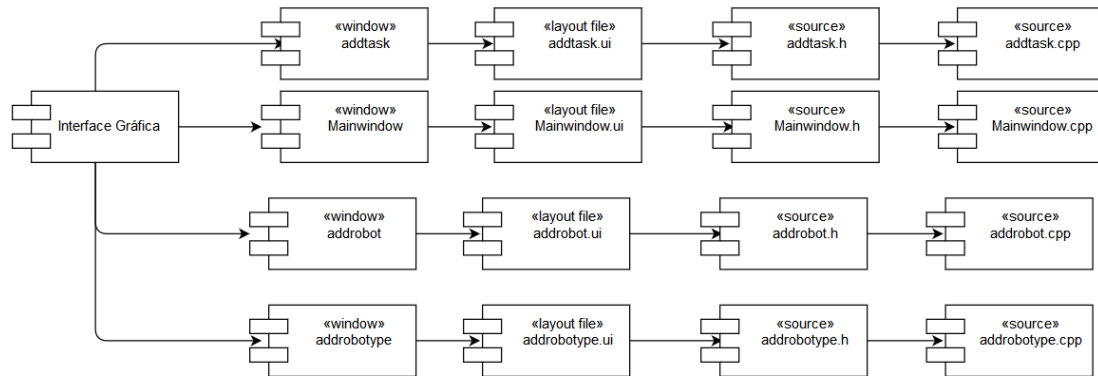 «window»
addtask
«layout file»
addtask.ui
«source»
addtask.h
«source»
addtask.cpp
Interface Gráfica
«window»
Mainwindow
«layout file»
Mainwindow.ui
«source»
Mainwindow.h
«source»
Mainwindow.cpp
«window»
addrobot
«layout file»
addrobot.ui
«source»
addrobot.h
«source»
addrobot.cpp
«window»
addrobotype
«layout file»
addrobotype.ui
«source»
addrobotype.h
«source»
addrobotype.cpp